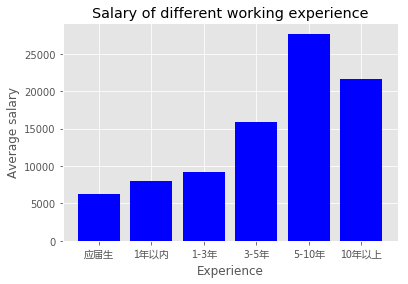 Salary of different working experience
Average salary
25000
20000
15000
10000
5000
0
应届生 1年以内 1-3年 3-5年 5-10年 10年以上
Experience